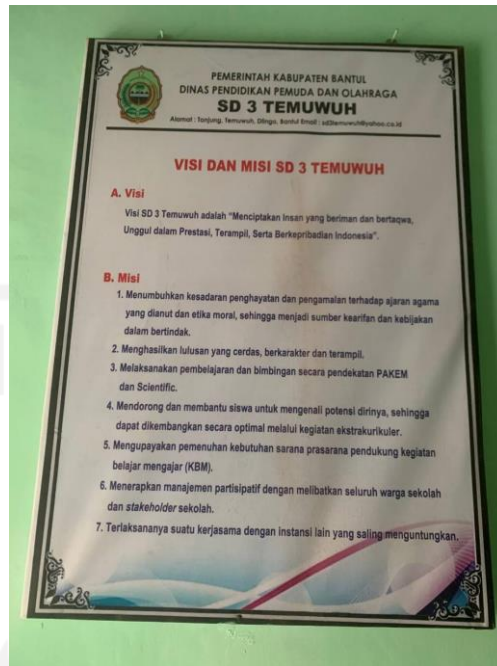 PEMERINTAH KABUPATEN BANTUL
DINAS PENDIDIKAN PEMUDA DAN OLAHRAGA
SD 3 TEMUWUH
Alamat : Tanjung, Temuwuh, Dlingo, Bantul Email : sd3temuwuh@yahoo.co.id
VISI DAN MISI SD 3 TEMUWUH
A. Visi
Visi SD 3 Temuwuh adalah "Menciptakan Insan yang beriman dan bertaqwa,
Unggul dalam Prestasi, Terampil, Serta Berkepribadian Indonesia".
B. Misi
1. Menumbuhkan kesadaran penghayatan dan pengamalan terhadap ajaran agama
yang dianut dan etika moral, sehingga menjadi sumber kearifan dan kebijakan
dalam bertindak.
2. Menghasilkan lulusan yang cerdas, berkarakter dan terampil.
3. Melaksanakan pembelajaran dan bimbingan secara pendekatan PAKEM
dan Scientific.
4. Mendorong dan membantu siswa untuk mengenali potensi dirinya, sehingga
dapat dikembangkan secara optimal melalui kegiatan ekstrakurikuler.
5. Mengupayakan pemenuhan kebutuhan sarana prasarana pendukung kegiatan
belajar mengajar (KBM).
6. Menerapkan manajemen partisipatif dengan melibatkan seluruh warga sekolah
dan stakeholder sekolah.
7. Terlaksananya suatu kerjasama dengan instansi lain yang saling menguntungkan.